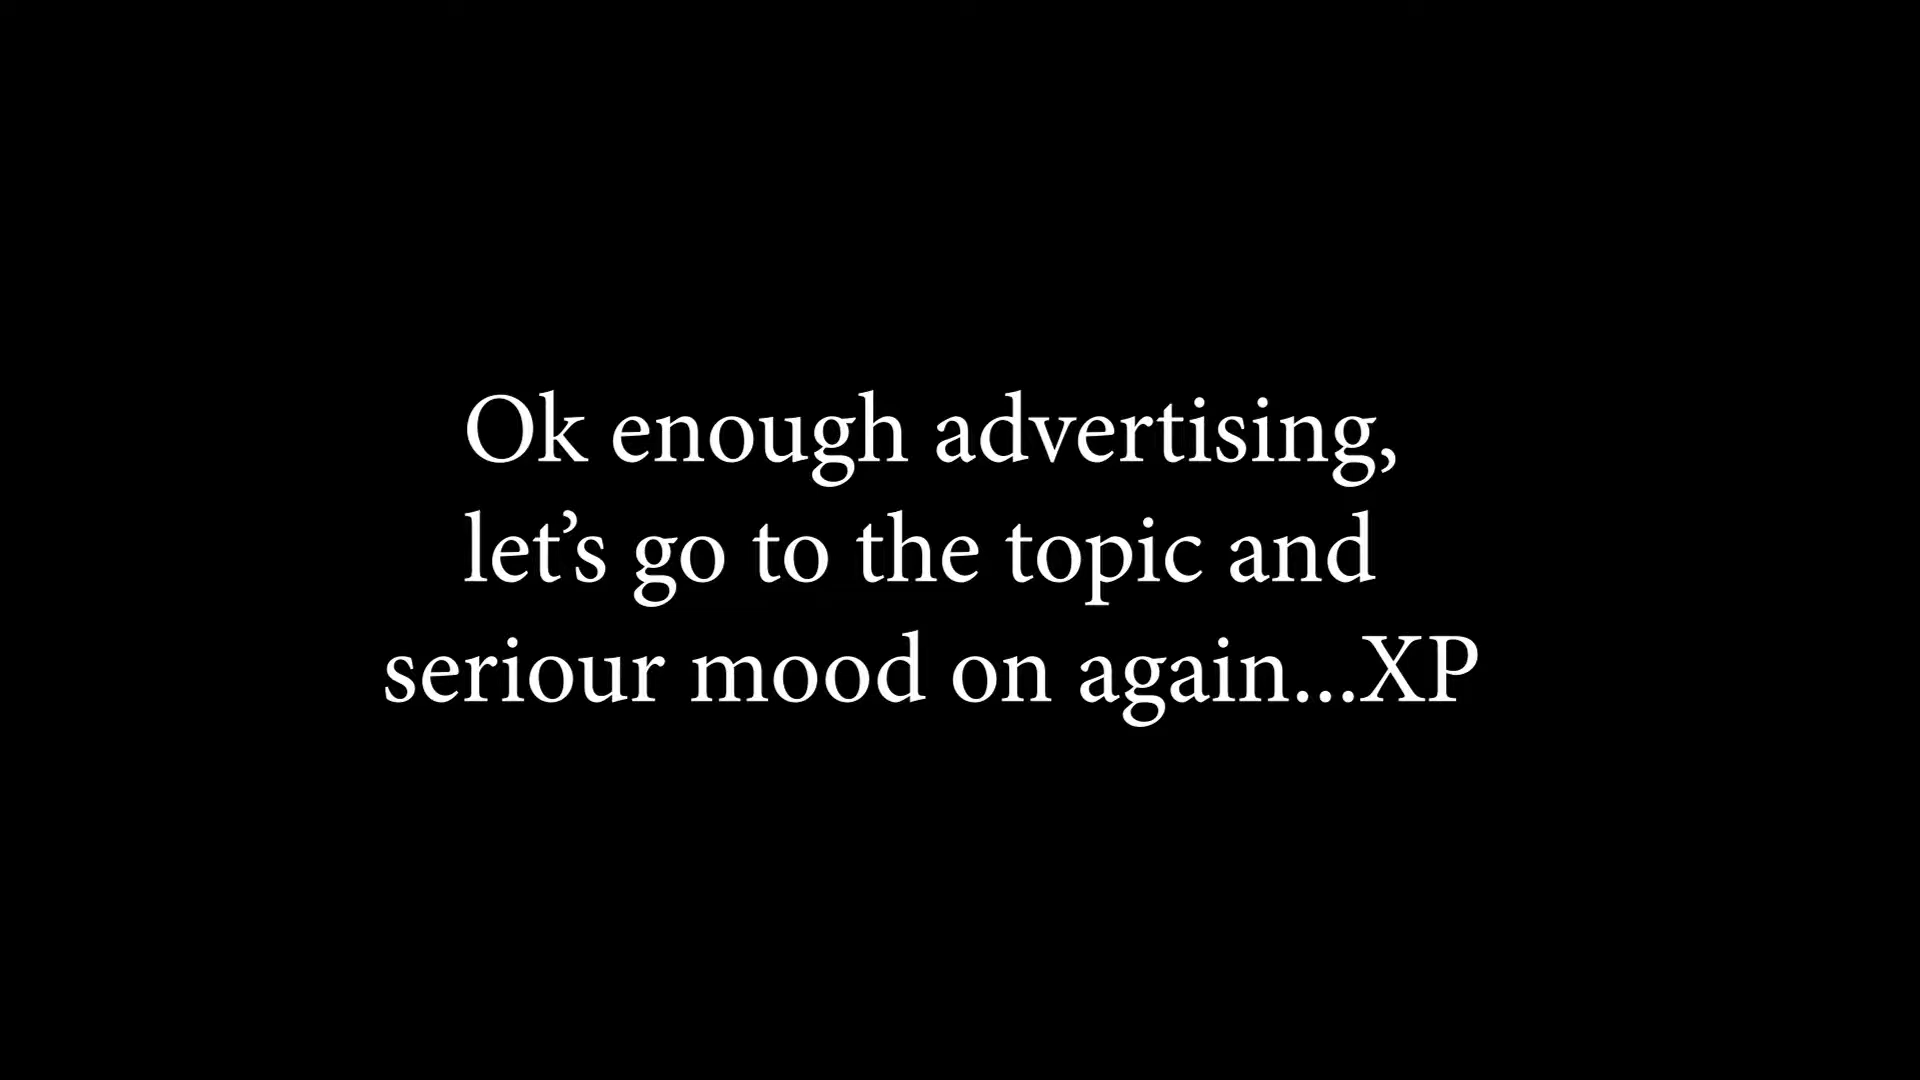 Ok enough advertising,
let’s go to the topic and
seriour mood on again...XP